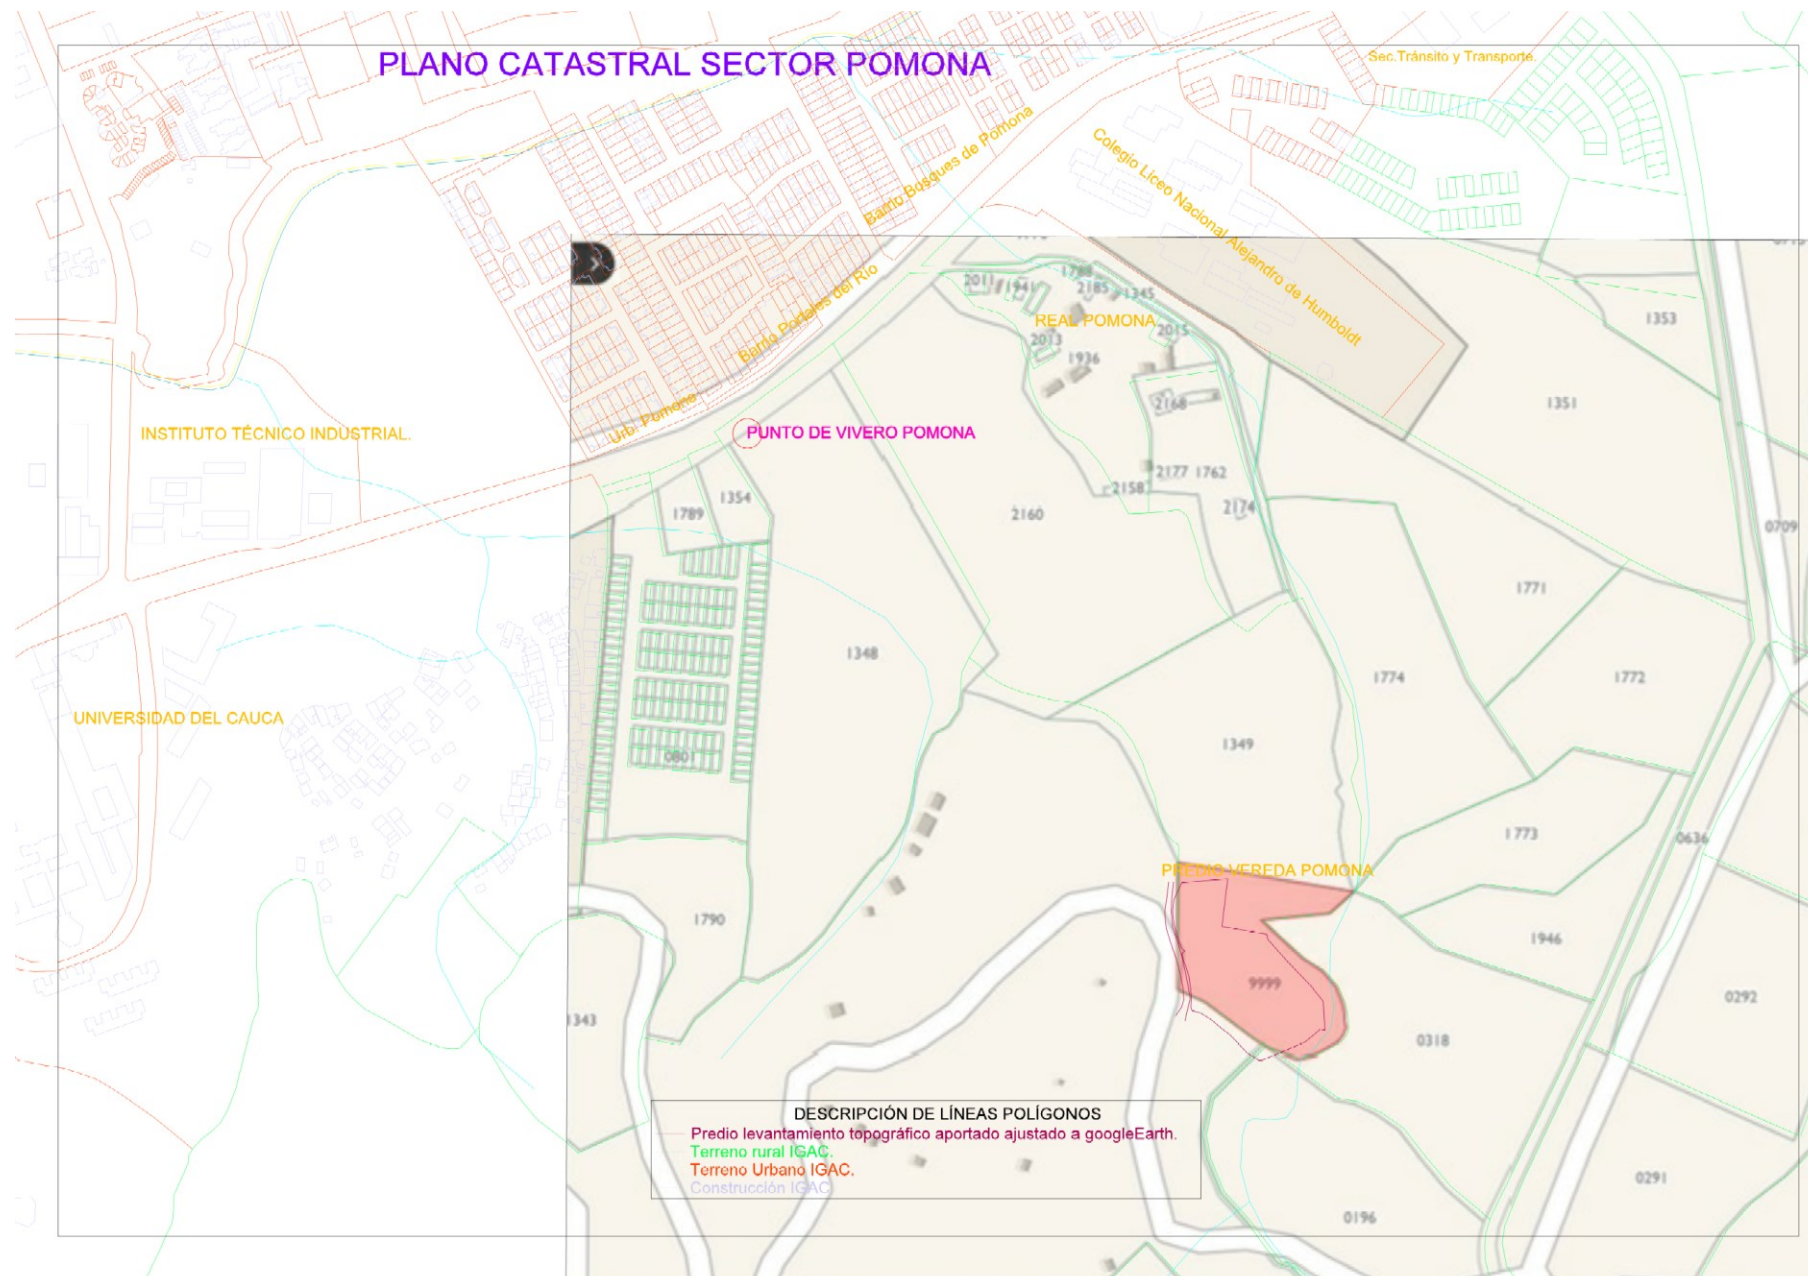 PLANO CATASTRAL SECTOR POMONA
Sec.Tránsito y Transporte.
Barrio Bosques de Pomona
Colegio Liceo Nacional Alejandro de Humboldt
Barrio Portales del Río
Urb. Pomona
2011
1941
1788
2185
1345
REAL POMONA
2015
2013
1936
1353
1351
2168
INSTITUTO TÉCNICO INDUSTRIAL.
PUNTO DE VIVERO POMONA
2177
1762
2158
2174
1354
1789
2160
0709
1771
1348
1774
1772
UNIVERSIDAD DEL CAUCA
1349
0801
1773
0636
PREDIO VEREDA POMONA
1790
1946
9999
0292
1343
0318
DESCRIPCIÓN DE LÍNEAS POLÍGONOS
Predio levantamiento topográfico aportado ajustado a googleEarth.
Terreno rural IGAC.
Terreno Urbano IGAC.
Construcción IGAC
0291
0196